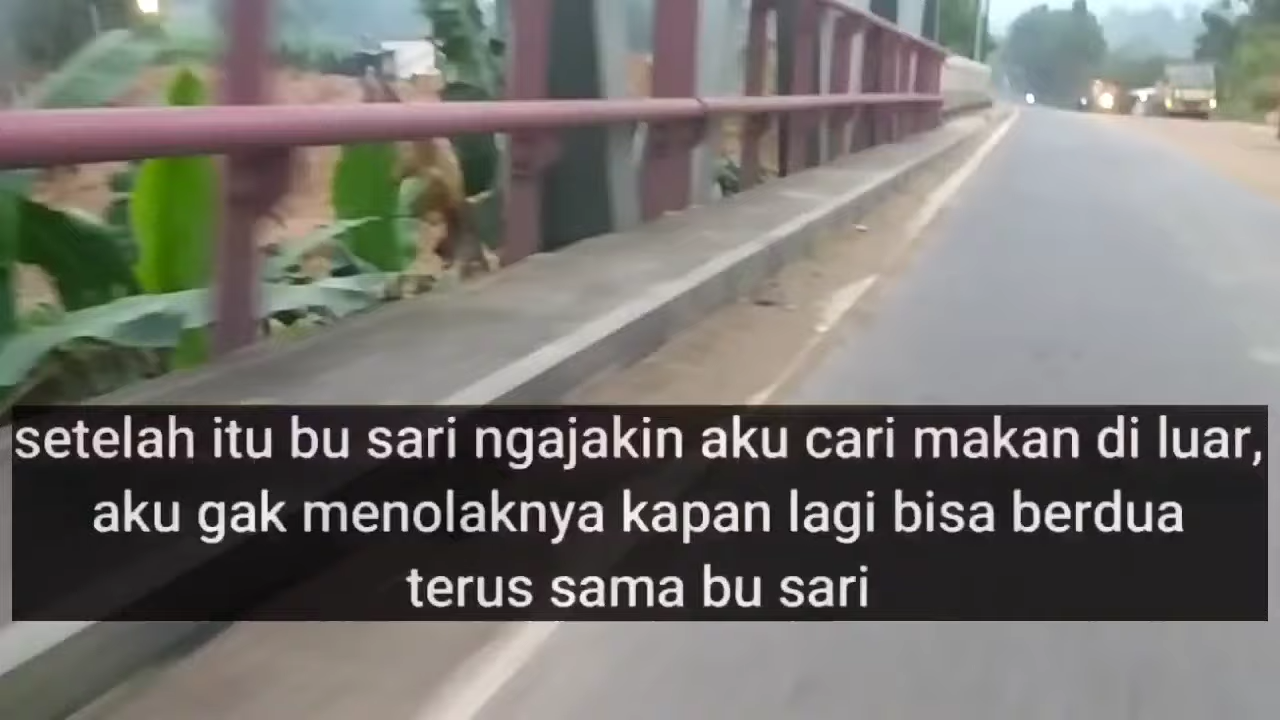 setelah itu bu sari ngajakin aku cari makan di luar,
aku gak menolaknya kapan lagi bisa berdua
terus sama bu sari